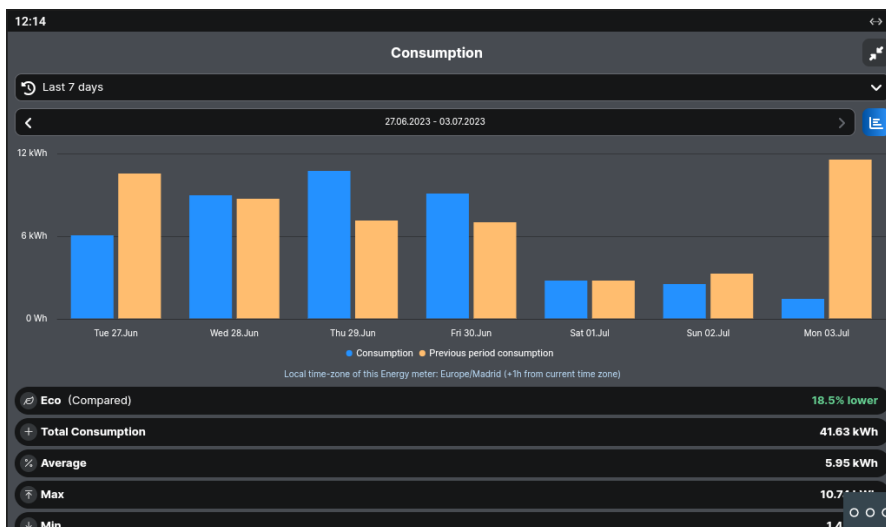 12:14
Consumption
Last 7 days
27.06.2023 - 03.07.2023
12 kWh
6 kWh
0 Wh
Tue 27.Jun Wed 28.Jun Thu 29.Jun Fri 30.Jun Sat 01.Jul Sun 02.Jul Mon 03.Jul
Consumption Previous period consumption
Local time-zone of this Energy meter: Europe/Madrid (+1h from current time zone)
Eco (Compared) 18.5% lower
Total Consumption 41.63 kWh
Average 5.95 kWh
Max
Min